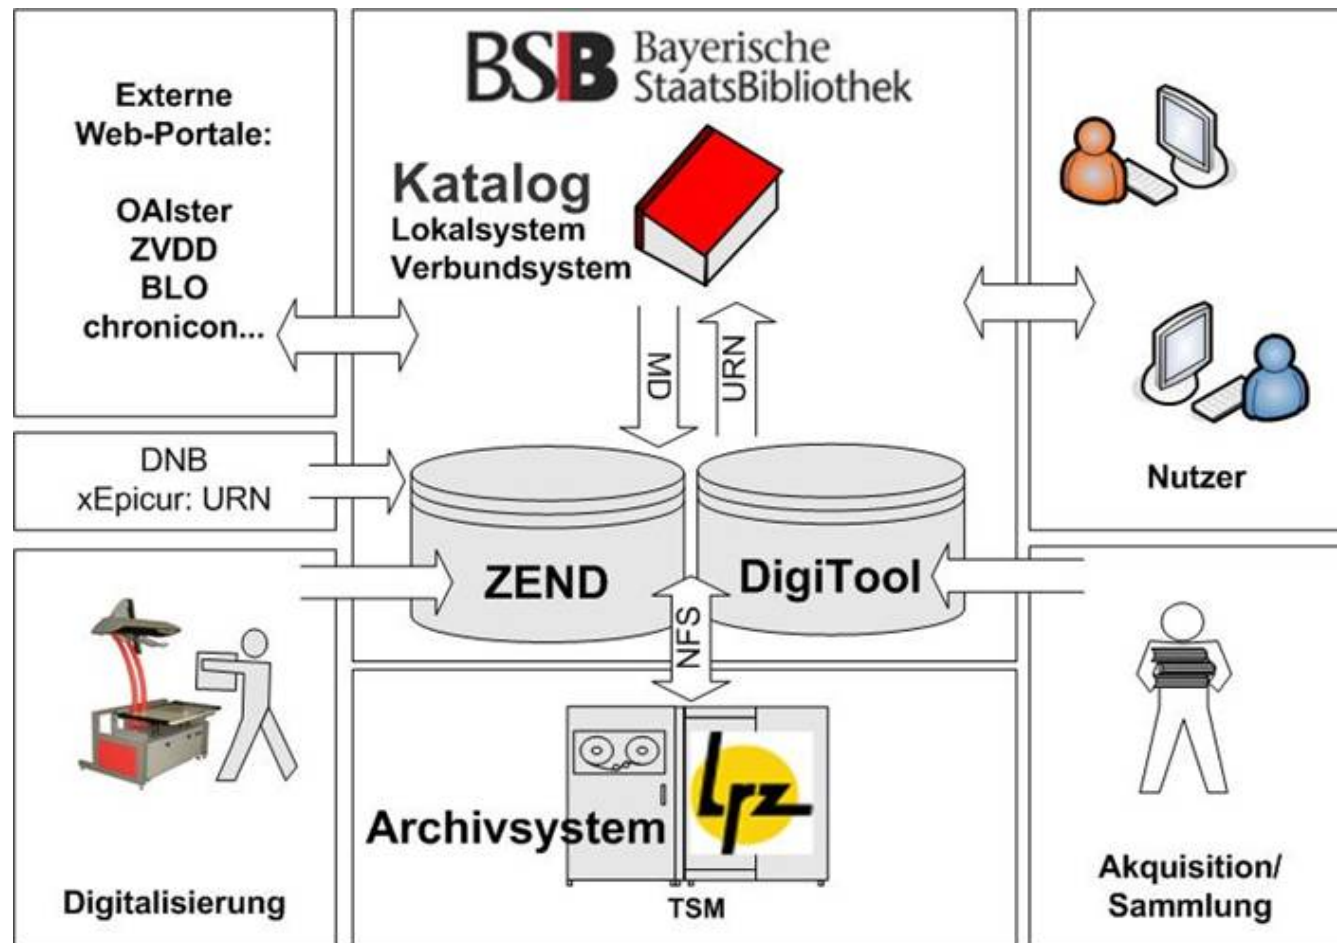 Externe
Web-Portale:
OAIster
ZVDD
BLO
chronicon...
BSB Bayerische
StaatsBibliothek
Katalog
Lokalsystem
Verbundsystem
MD
URN
Nutzer
DNB
xEpicur: URN
ZEND
DigiTool
NFS
Digitalisierung
Archivsystem
lrz
TSM
Akquisition/
Sammlung